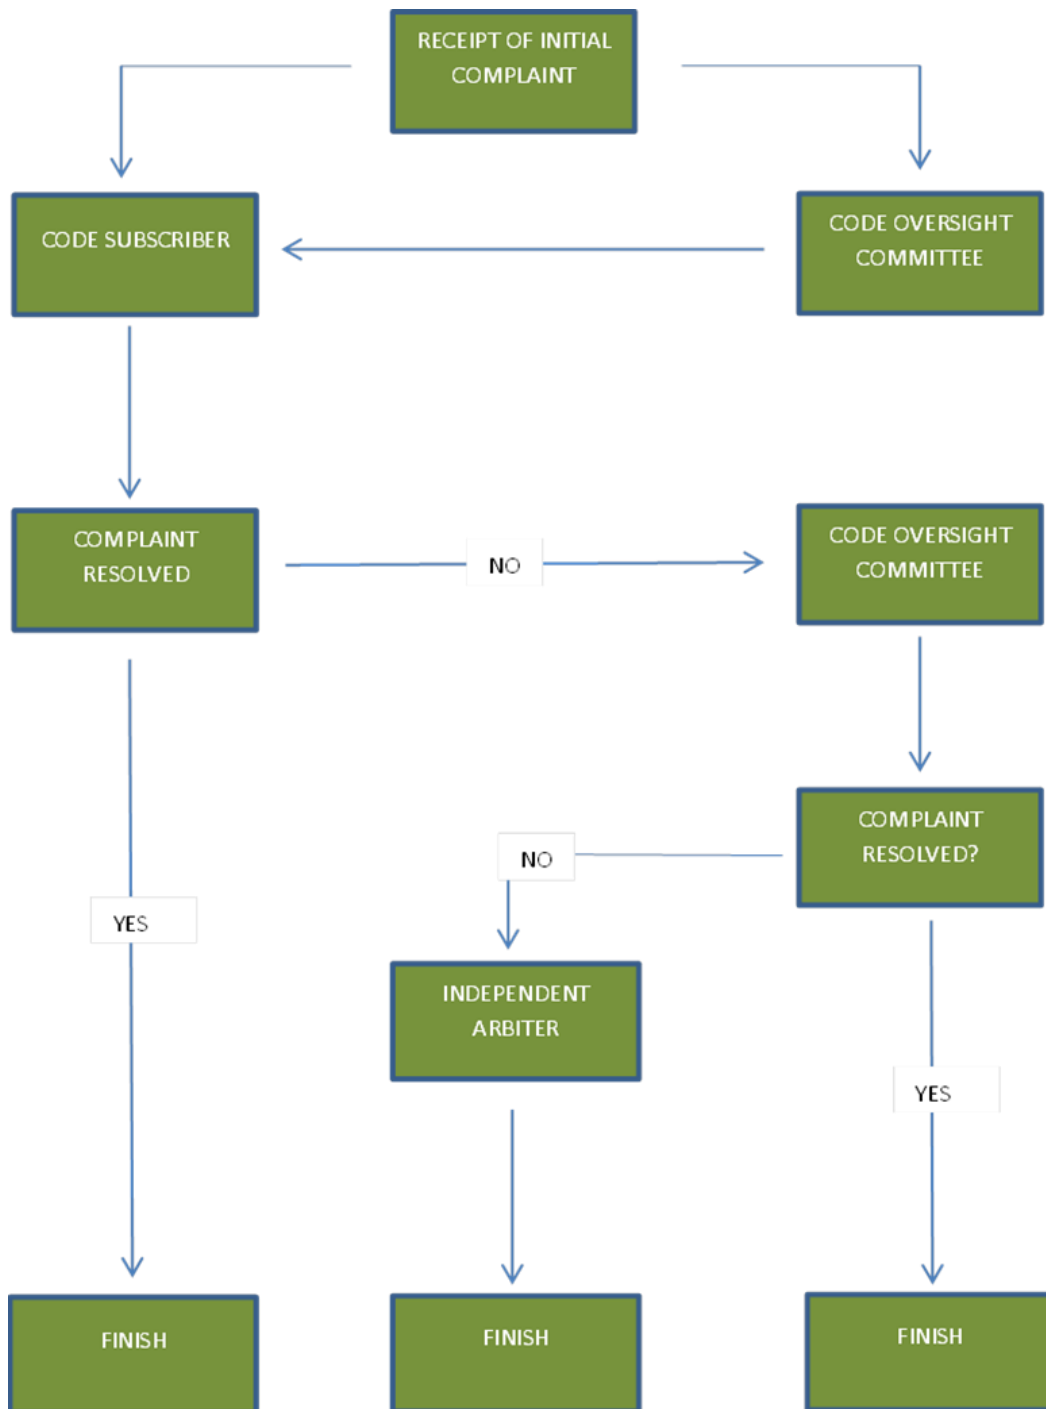 RECEIPT OF INITIAL
COMPLAINT
CODE SUBSCRIBER
CODE OVERSIGHT
COMMITTEE
COMPLAINT
RESOLVED
NO
CODE OVERSIGHT
COMMITTEE
COMPLAINT
RESOLVED?
NO
YES
INDEPENDENT
ARBITER
YES
FINISH
FINISH
FINISH